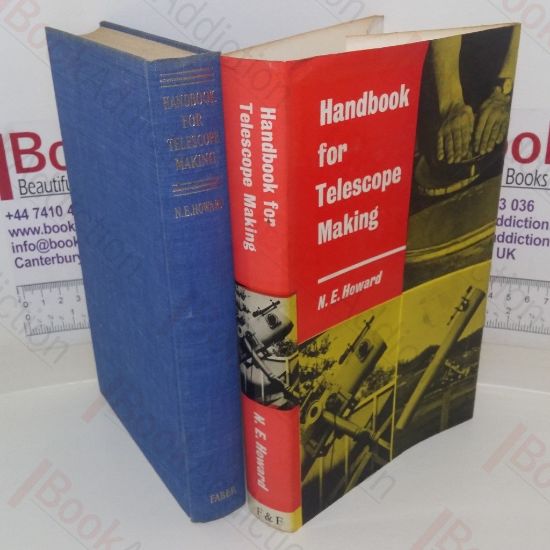 HANDBOOK
FOR
TELESCOPE
MAKING
N.E.HOWARD
FABER
Handbook for
Telescope Making
N. E. Howard
F & F
Handbook
for
Telescope
Making
N. E. Howard
Beautiful
+44 7410 4
www.book
info@book
Canterbury
Books
3 036
ddiction
ddiction
UK